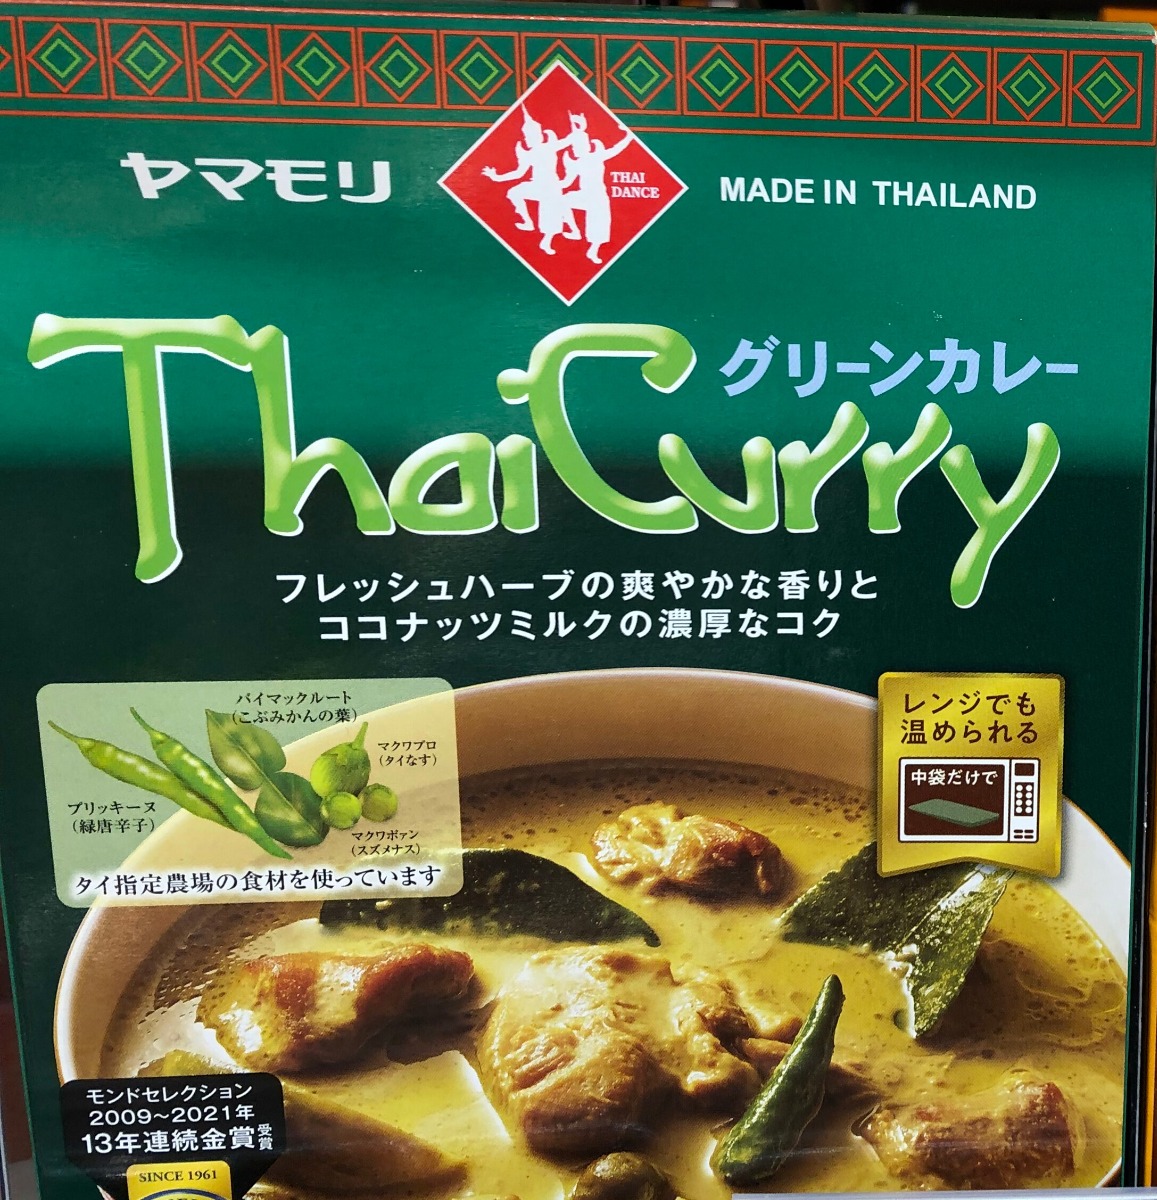 ヤマモリ
THAI
DANCE
MADE IN THAILAND
グリーンカレー
Thai Curry
フレッシュハーブの爽やかな香りと
ココナッツミルクの濃厚なコク
バイマックルート
(こぶみかんの葉)
マクワプロ
(タイなす)
プリッキーヌ
(緑唐辛子)
マクワポァン
(スズメナス)
タイ指定農場の食材を使っています
レンジでも
温められる
中袋だけで
モンドセレクション
2009~2021年
13年連続金賞受賞
SINCE 1961